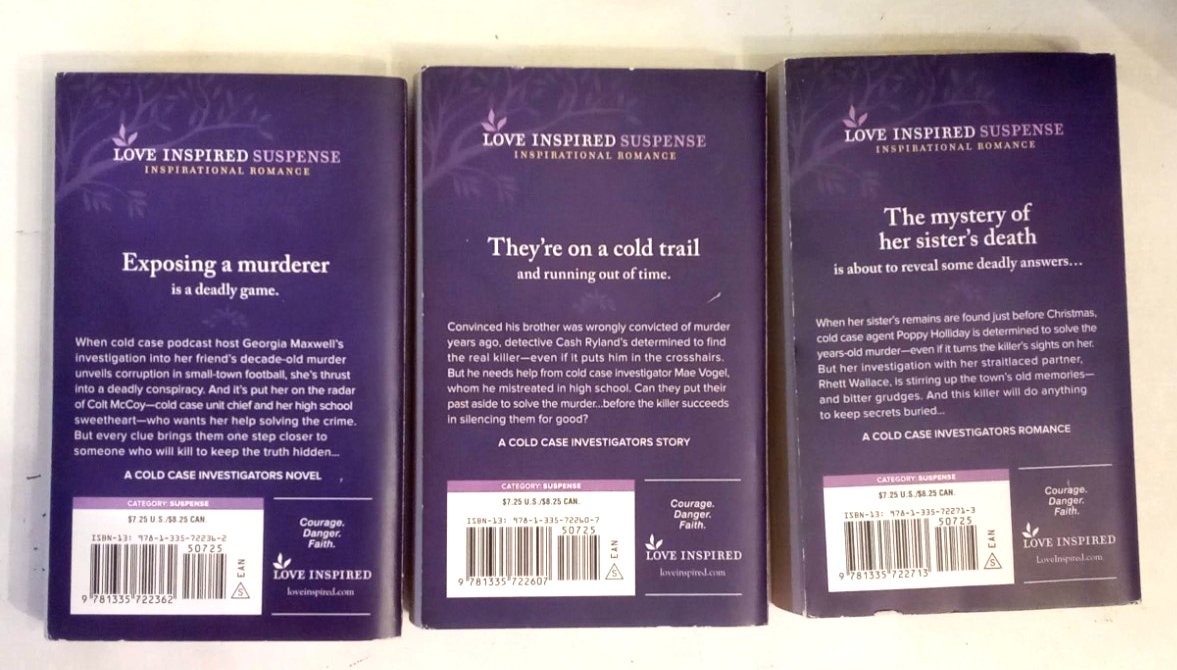 LOVE INSPIRED SUSPENSE
INSPIRATIONAL ROMANCE
Exposing a murderer
is a deadly game.
When cold case podcast host Georgia Maxwell's
investigation into her friend's decade-old murder
unveils corruption in small-town football, she's thrust
into a deadly conspiracy. And it's put her on the radar
of Colt McCoy—cold case unit chief and her high school
sweetheart—who wants her help solving the crime.
But every clue brings them one step closer to
someone who will kill to keep the truth hidden...
A COLD CASE INVESTIGATORS NOVEL
CATEGORY: SUSPENSE
$7.25 U.S./$8.25 CAN.
ISBN-13: 978-1-335-72236-2
50725
9 781335 722362
S
EAN
Courage.
Danger.
Faith.
LOVE INSPIRED
loveinspired.com
LOVE INSPIRED SUSPENSE
INSPIRATIONAL ROMANCE
They're on a cold trail
and running out of time.
Convinced his brother was wrongly convicted of murder
years ago, detective Cash Ryland's determined to find
the real killer—even if it puts him in the crosshairs.
But he needs help from cold case investigator Mae Vogel,
whom he mistreated in high school. Can they put their
past aside to solve the murder...before the killer succeeds
in silencing them for good?
A COLD CASE INVESTIGATORS STORY
CATEGORY: SUSPENSE
$7.25 U.S./$8.25 CAN.
ISBN-13: 978-1-335-72260-7
50725
9 781335 722607
S
EAN
Courage.
Danger.
Faith.
LOVE INSPIRED
loveinspired.com
LOVE INSPIRED SUSPENSE
INSPIRATIONAL ROMANCE
The mystery of
her sister's death
is about to reveal some deadly answers...
When her sister's remains are found just before Christmas,
cold case agent Poppy Holliday is determined to solve the
years-old murder—even if it turns the killer's sights on her.
But her investigation with her straitlaced partner,
Rhett Wallace, is stirring up the town's old memories—
and bitter grudges. And this killer will do anything
to keep secrets buried...
A COLD CASE INVESTIGATORS ROMANCE
CATEGORY: SUSPENSE
$7.25 U.S./$8.25 CAN.
ISBN-13: 978-1-335-72271-3
50725
9 781335 722713
S
EAN
Courage.
Danger.
Faith.
LOVE INSPIRED
loveinspired.com